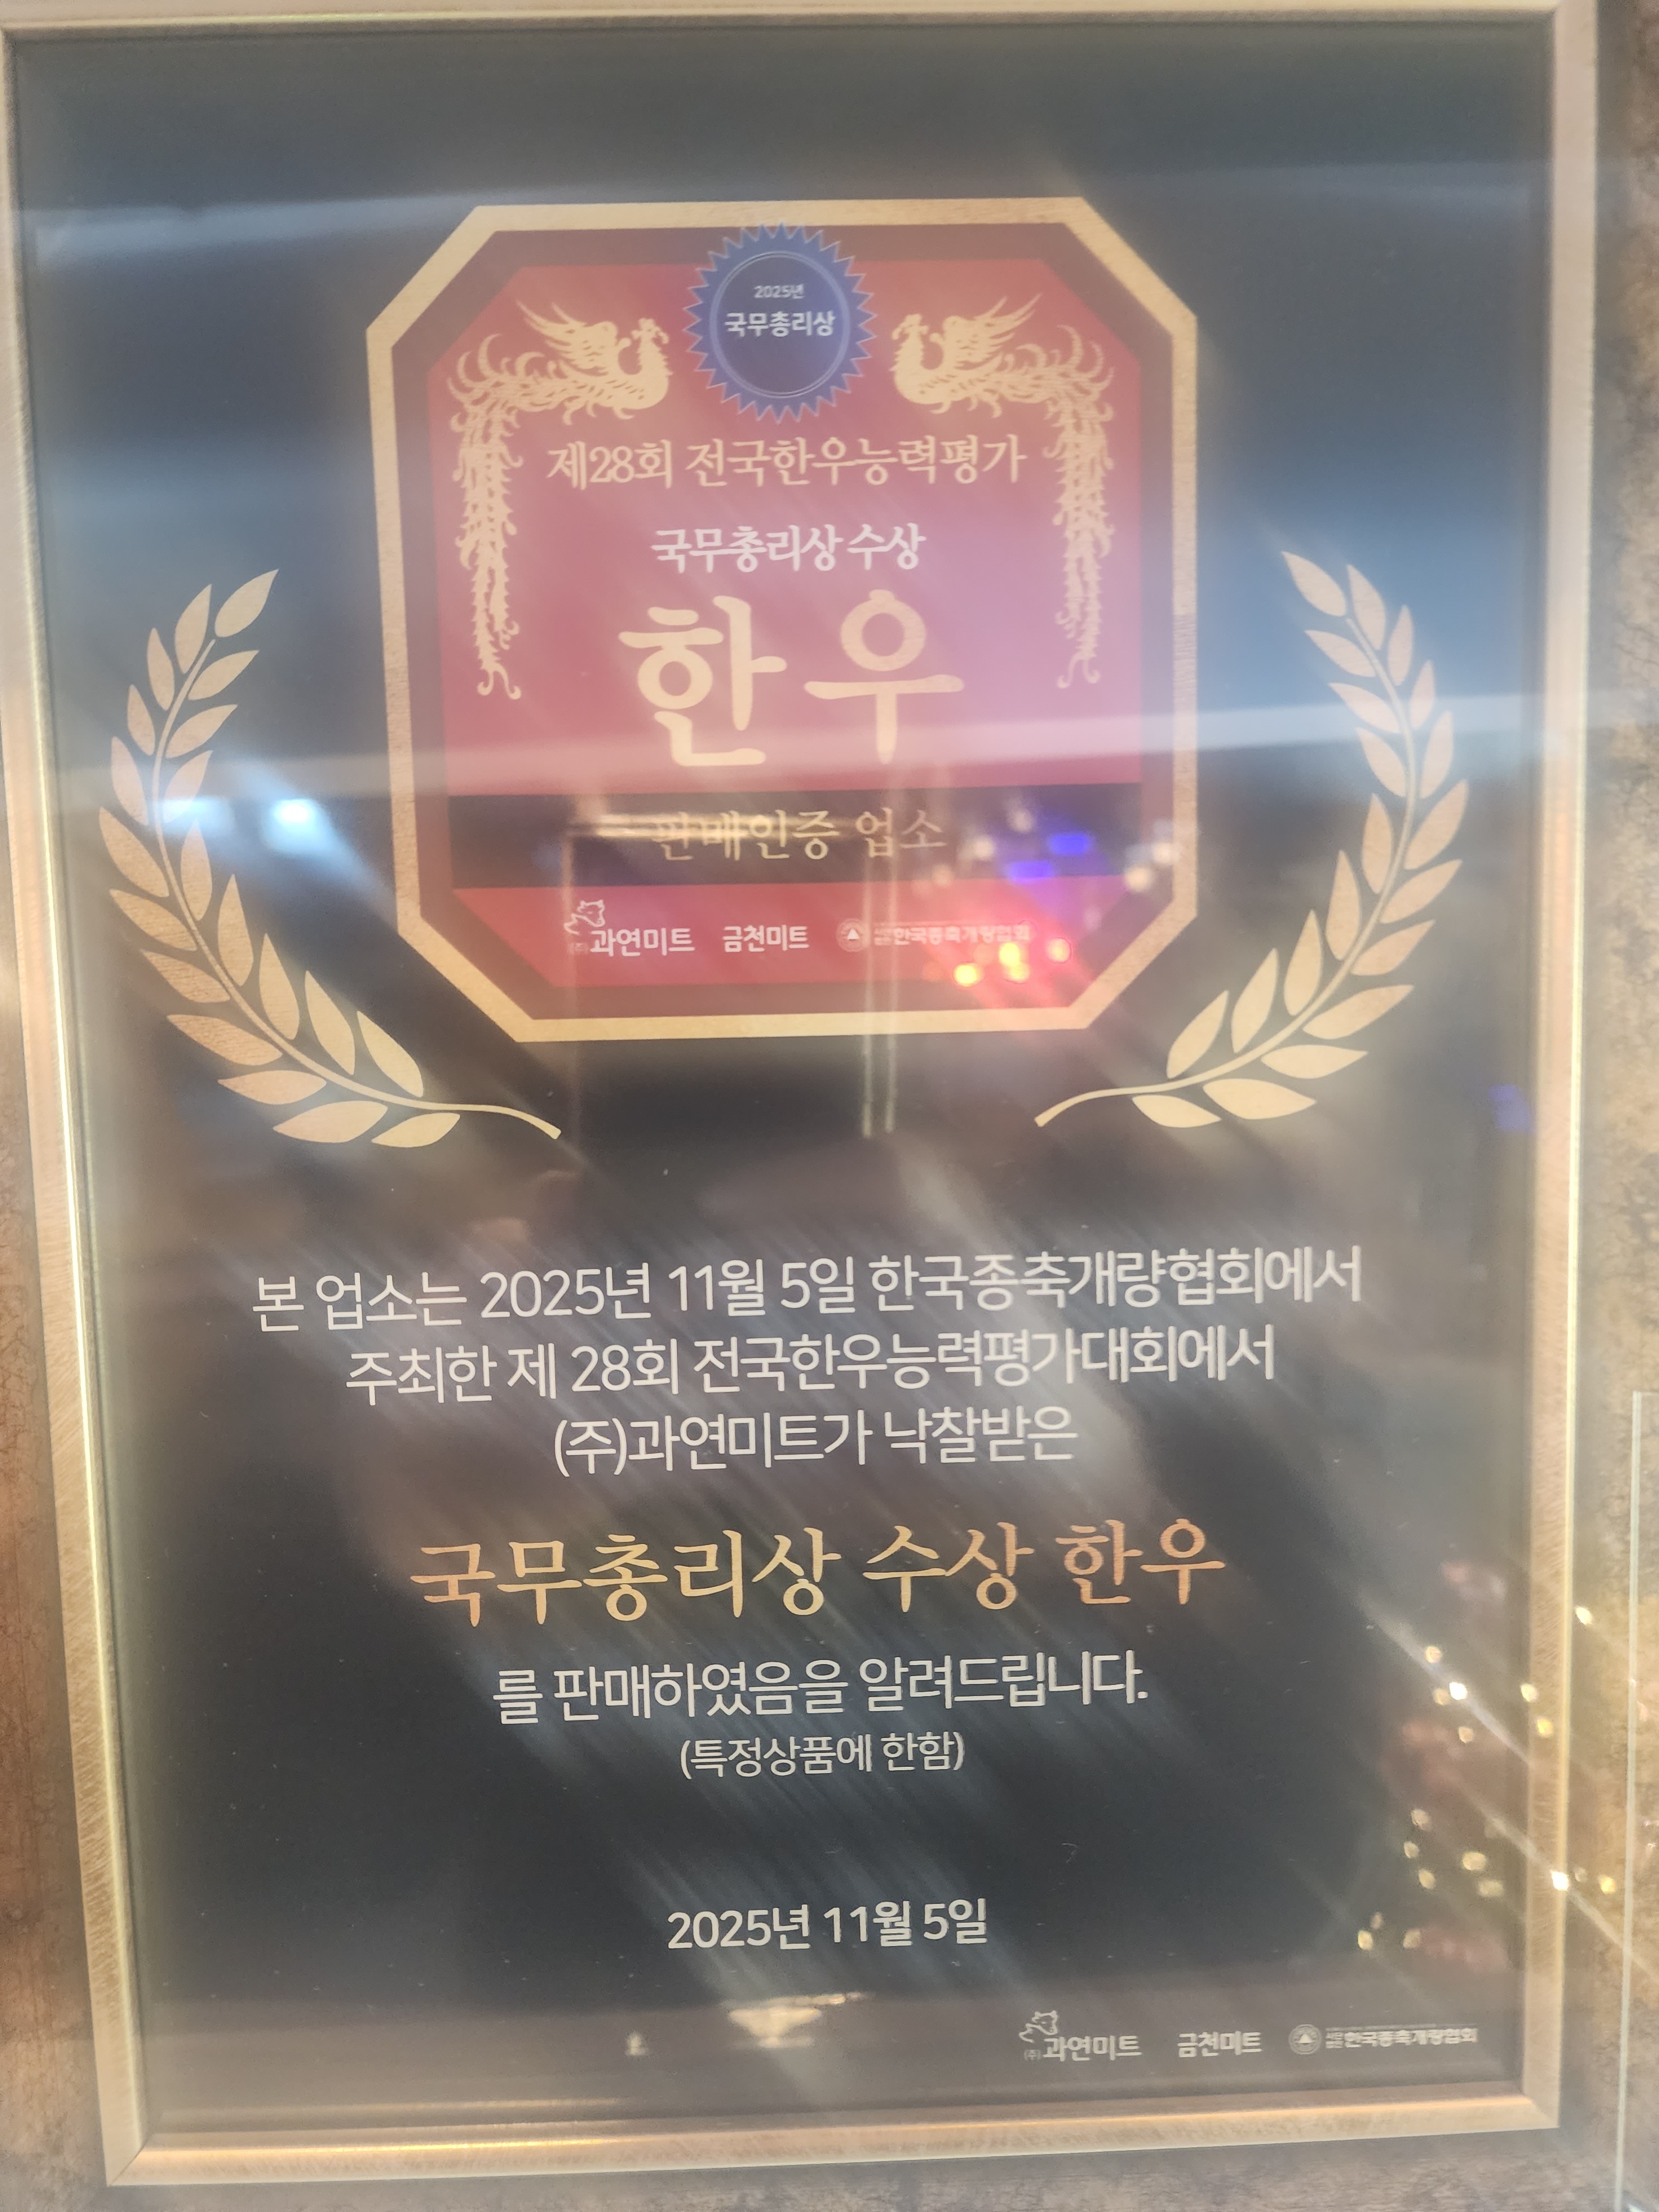 2025년
국무총리상
제28회 전국한우능력평가
국무총리상 수상
한우
판매인증 업소
(주)과연미트 금천미트 한국종축개량협회
본 업소는 2025년 11월 5일 한국종축개량협회에서
주최한 제 28회 전국한우능력평가대회에서
(주)과연미트가 낙찰받은
국무총리상 수상 한우
를 판매하였음을 알려드립니다.
(특정상품에 한함)
2025년 11월 5일
(주)과연미트 금천미트 한국종축개량협회